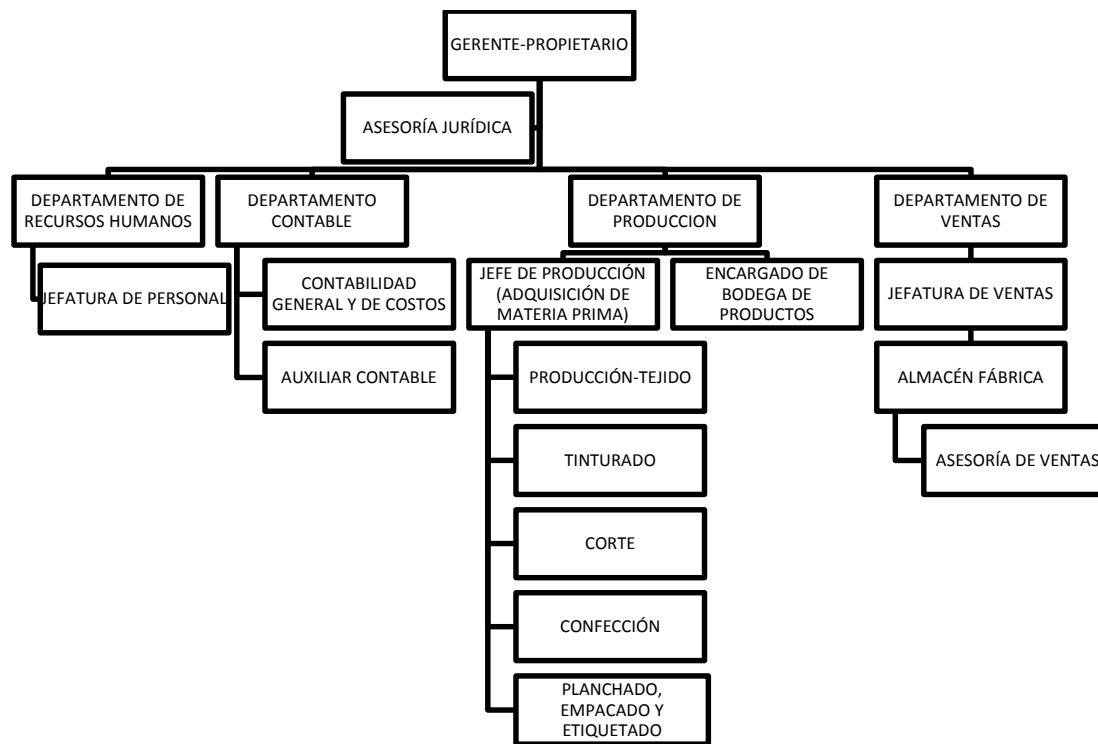 GERENTE-PROPIETARIO
ASESORÍA JURÍDICA
DEPARTAMENTO DE
RECURSOS HUMANOS
DEPARTAMENTO
CONTABLE
DEPARTAMENTO DE
PRODUCCION
DEPARTAMENTO DE
VENTAS
JEFATURA DE PERSONAL
CONTABILIDAD
GENERAL Y DE COSTOS
JEFE DE PRODUCCIÓN
(ADQUISICIÓN DE
MATERIA PRIMA)
ENCARGADO DE
BODEGA DE
PRODUCTOS
JEFATURA DE VENTAS
AUXILIAR CONTABLE
PRODUCCIÓN-TEJIDO
ALMACÉN FÁBRICA
TINTURADO
ASESORÍA DE VENTAS
CORTE
CONFECCIÓN
PLANCHADO,
EMPACADO Y
ETIQUETADO